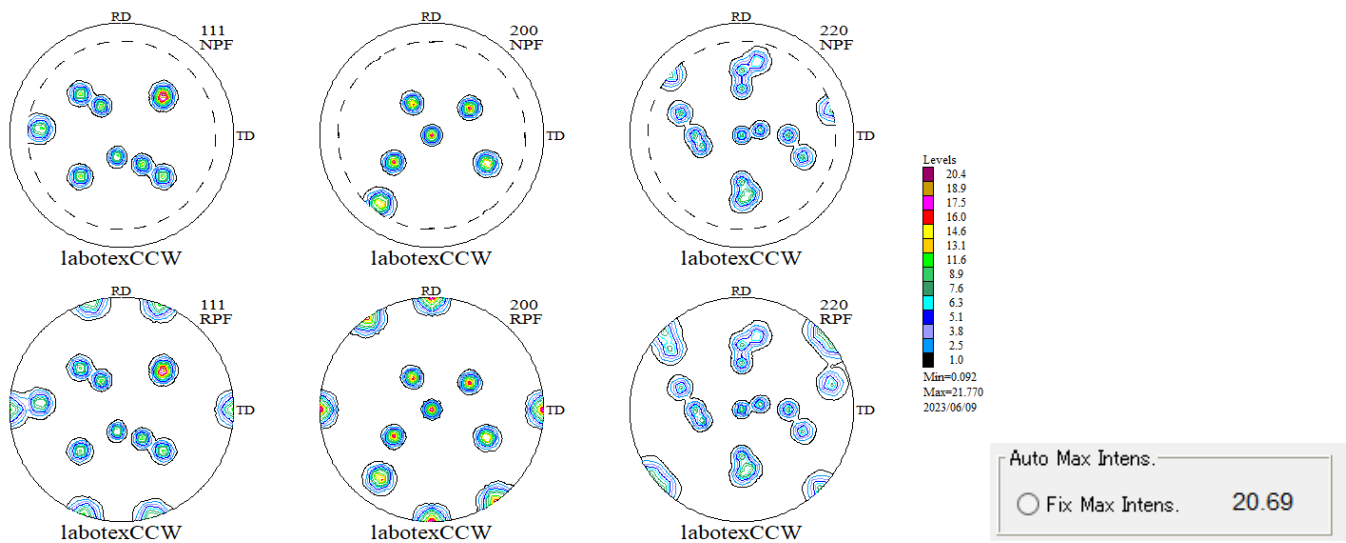 RD
111
NPF
TD
labotexCCW
RD
200
NPF
TD
labotexCCW
RD
220
NPF
TD
labotexCCW
Levels
20.4
18.9
17.5
16.0
14.6
13.1
11.6
8.9
7.6
6.3
5.1
3.8
2.5
1.0
Min=0.092
Max=21.770
2023/06/09
RD
111
RPF
TD
labotexCCW
RD
200
RPF
TD
labotexCCW
RD
220
RPF
TD
labotexCCW
Auto Max Intens.
Fix Max Intens. 20.69